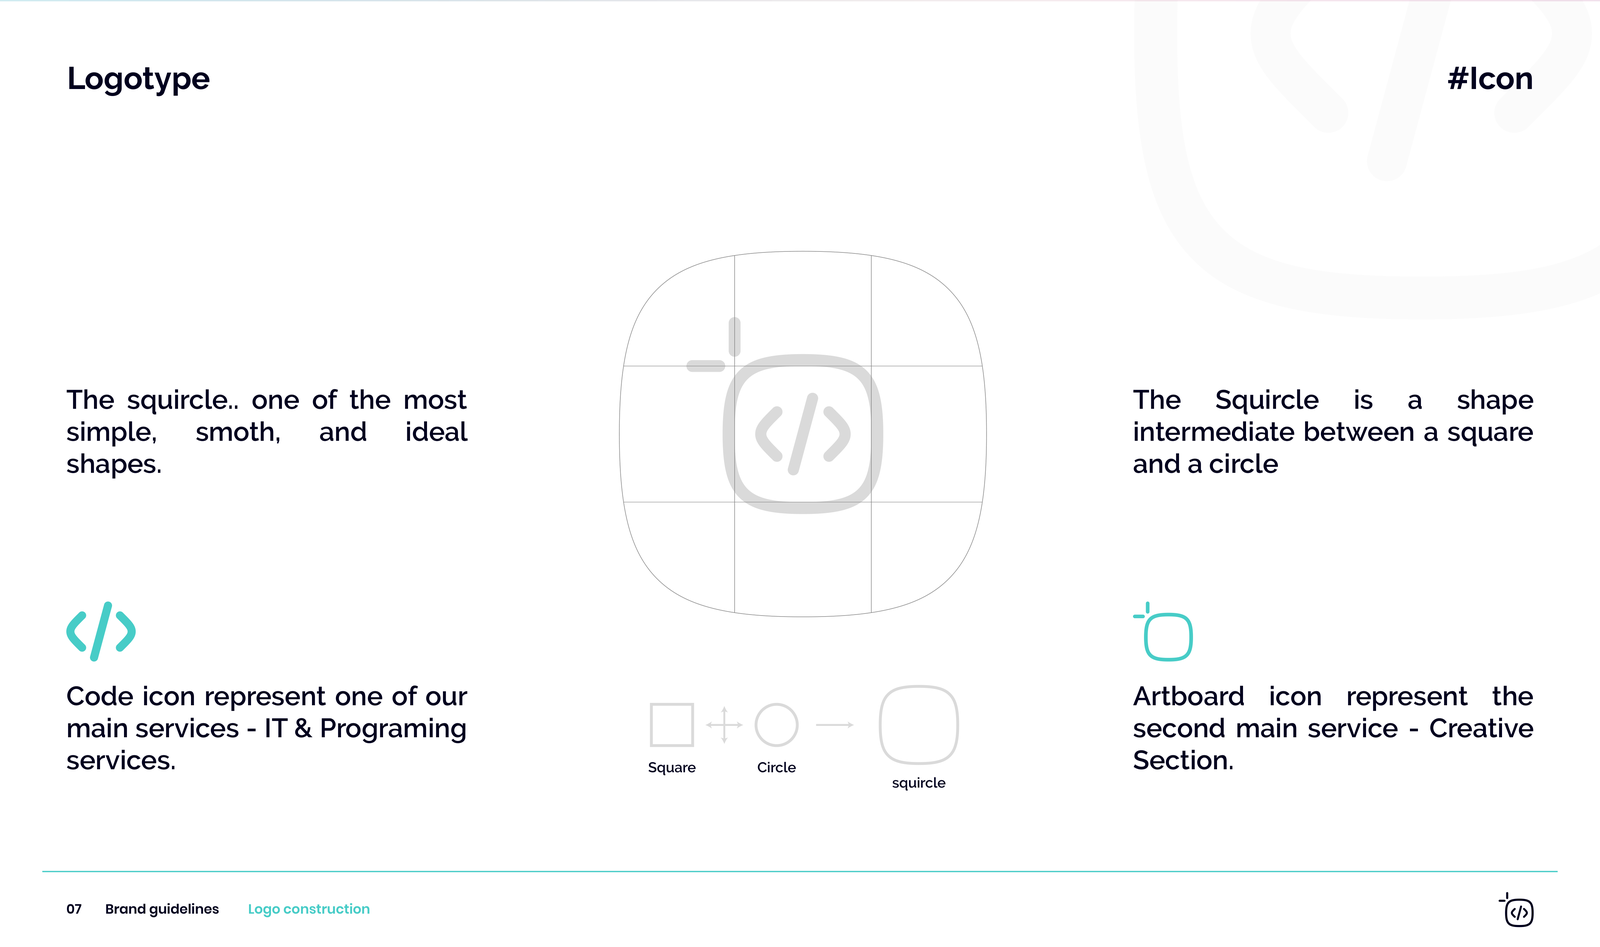 Logotype
#Icon
The squircle.. one of the most
simple, smoth, and ideal
shapes.
The Squircle is a shape
intermediate between a square
and a circle
Code icon represent one of our
main services - IT & Programing
services.
Square
Circle
squircle
Artboard icon represent the
second main service - Creative
Section.
07 Brand guidelines Logo construction